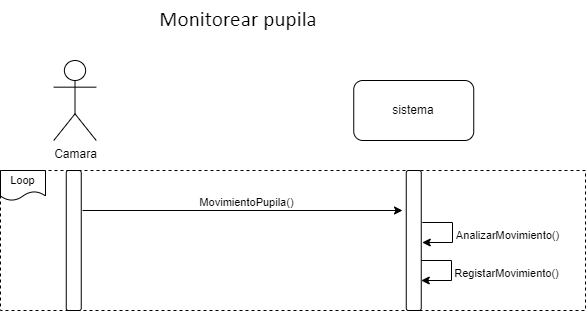 Monitorear pupila
sistema
Camara
Loop
MovimientoPupila()
AnalizarMovimiento()
RegistarMovimiento()